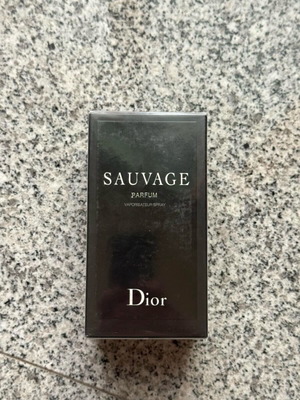 SAUVAGE
PARFUM
VAPORISATEUR SPRAY
Dior